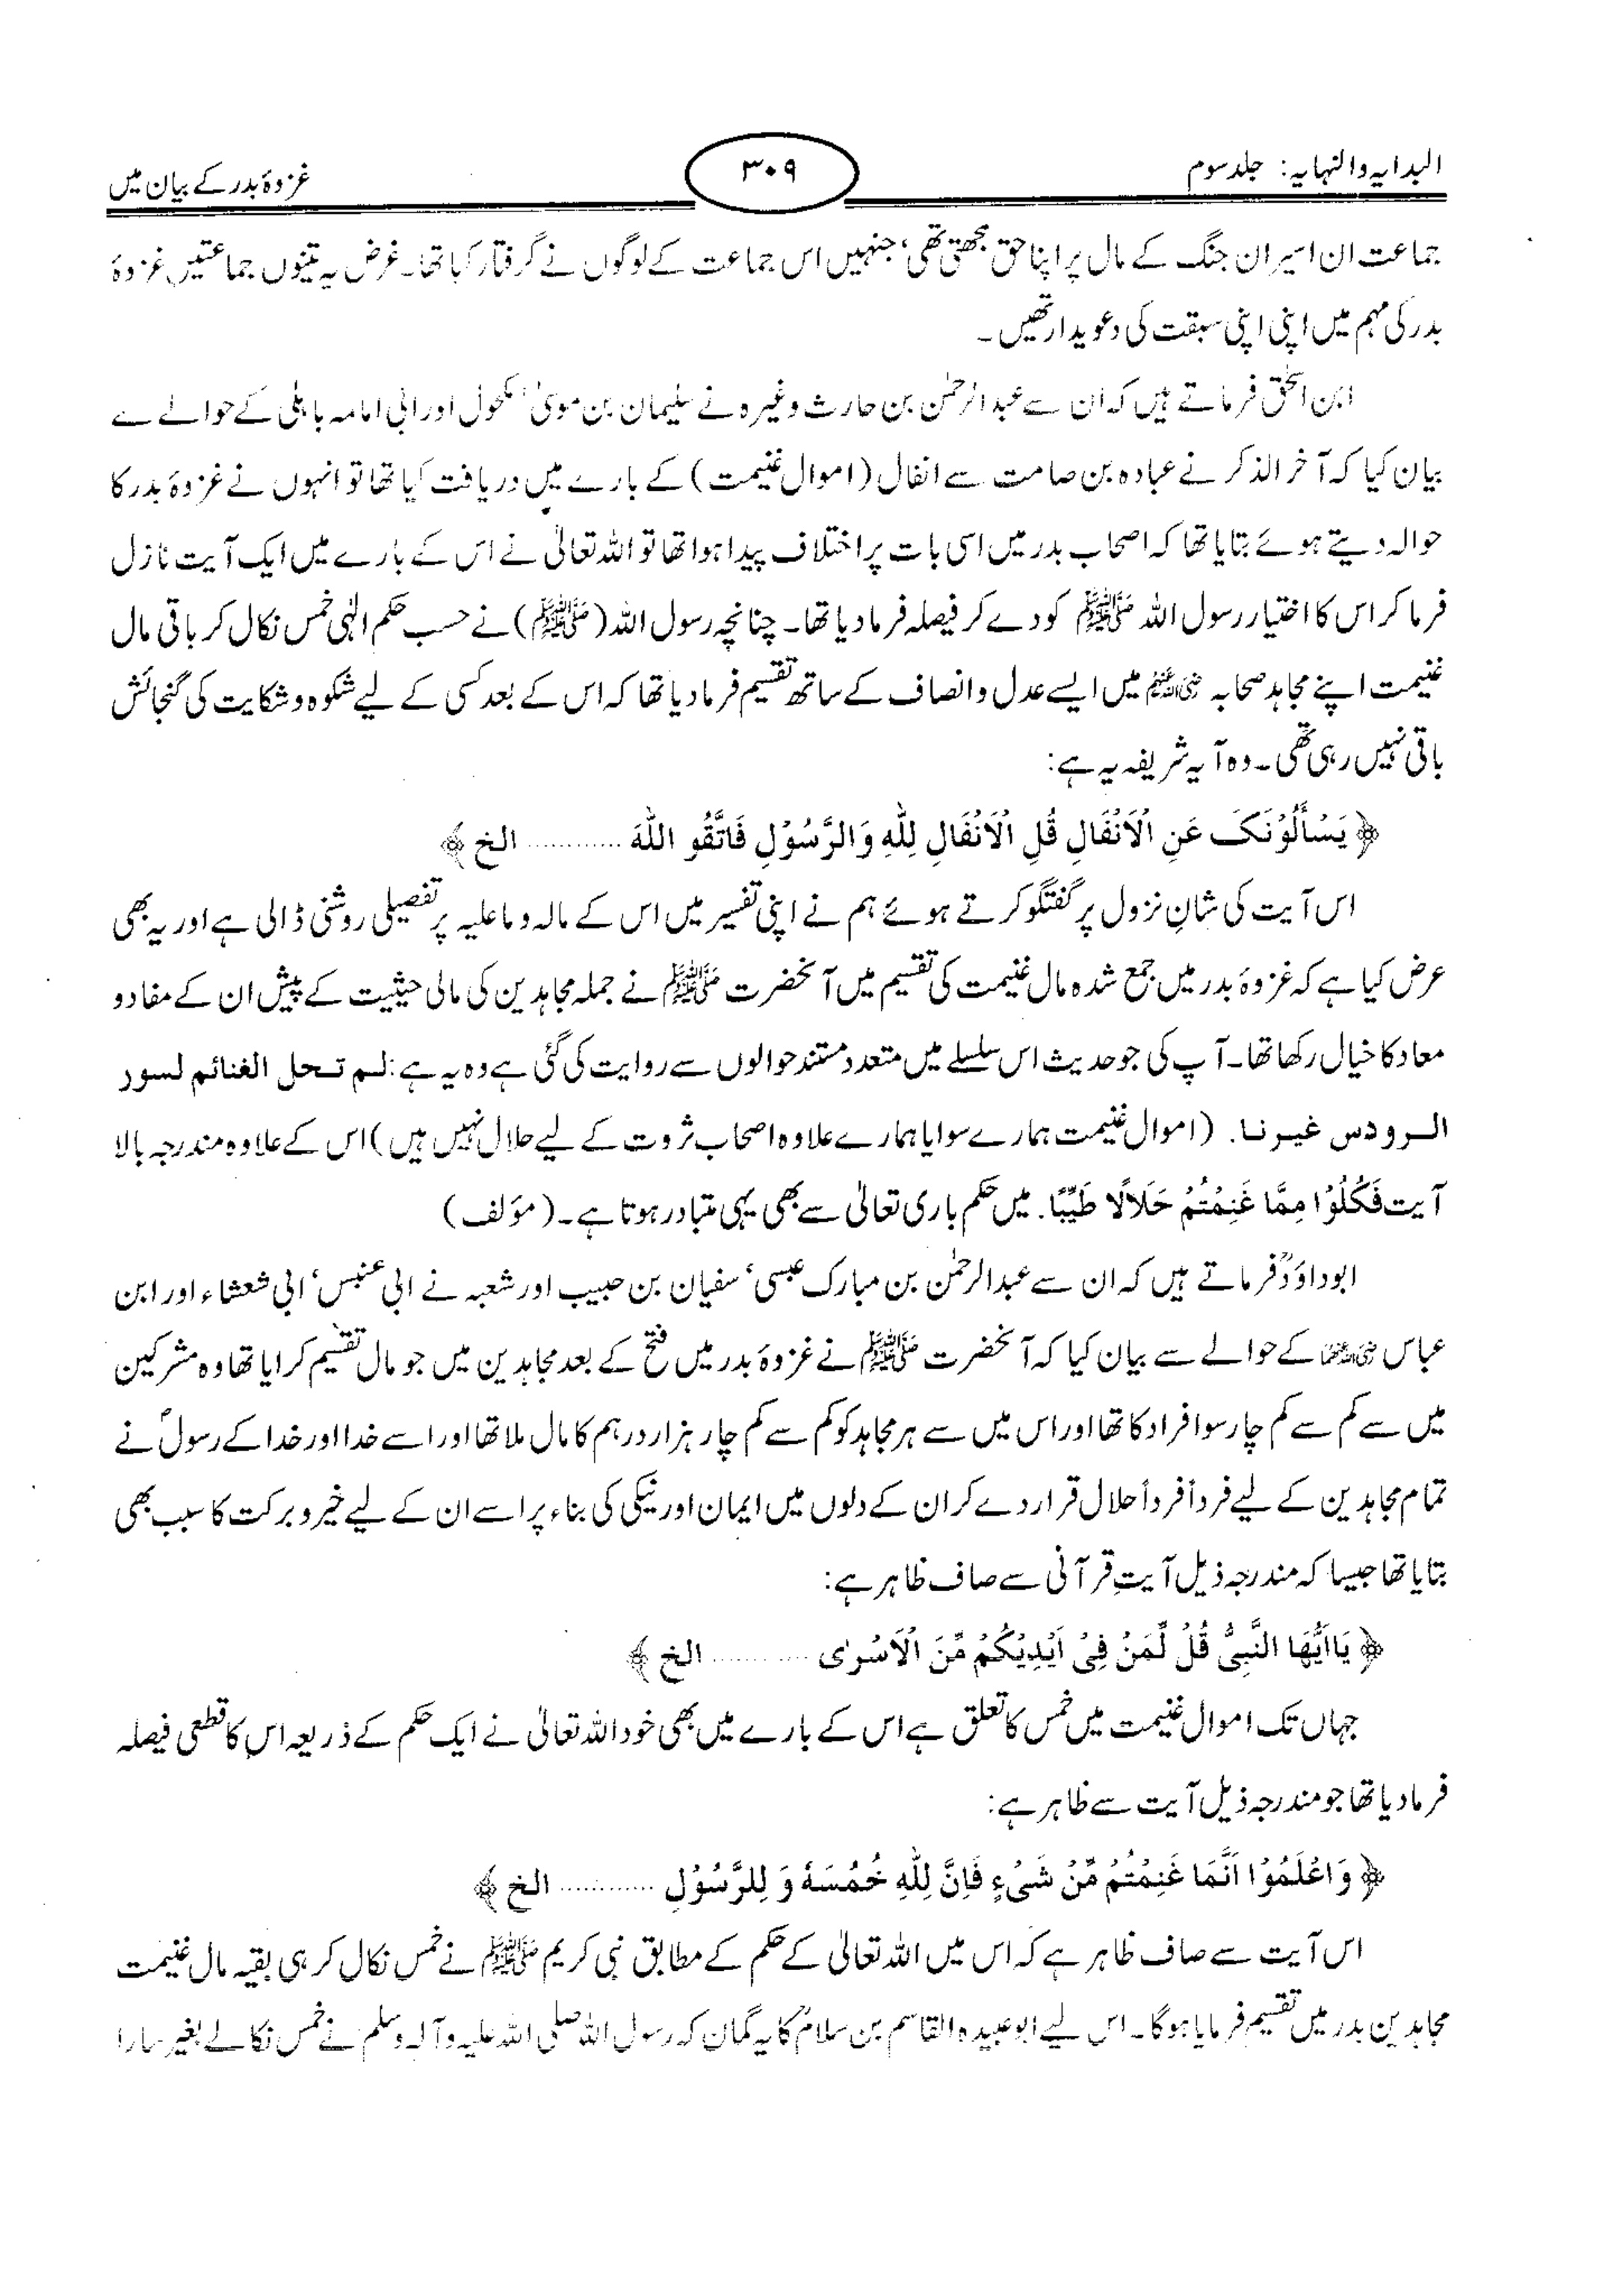 البدایہ والنہایہ: جلد سوم
۳۰۹
غزوۂ بدر کے بیان میں
جماعت ان اسیران جنگ کے مال پر اپنا حق سمجھتی تھی، جنہیں اس جماعت کے لوگوں نے گرفتار کیا تھا۔ غرض یہ تینوں جماعتیں غزوۂ
بدر کی مہم میں اپنی اپنی سبقت کی دعویدار تھیں۔
ابن اسحٰق فرماتے ہیں کہ ان سے عبدالرحمٰن بن حارث وغیرہ نے سلیمان بن موسیٰ، مکحول اور ابی امامہ باہلی کے حوالے سے
بیان کیا کہ آخر الذکر نے عبادہ بن صامت سے انفال (اموال غنیمت) کے بارے میں دریافت کیا تھا تو انہوں نے غزوۂ بدر کا
حوالہ دیتے ہوئے بتایا تھا کہ اصحاب بدر میں اسی بات پر اختلاف پیدا ہوا تھا تو اللہ تعالیٰ نے اس کے بارے میں ایک آیت نازل
فرما کر اس کا اختیار رسول اللہ ﷺ کو دے کر فیصلہ فرما دیا تھا۔ چنانچہ رسول اللہ (ﷺ) نے حسب حکم الٰہی خمس نکال کر باقی مال
غنیمت اپنے مجاہد صحابہ رضی اللہ عنہم میں ایسے عدل و انصاف کے ساتھ تقسیم فرما دیا تھا کہ اس کے بعد کسی کے لیے شکوہ و شکایت کی گنجائش
باقی نہیں رہی تھی۔ وہ آیہ شریفہ یہ ہے:
﴿ یَسْأَلُوْنَکَ عَنِ الْاَنْفَالِ قُلِ الْاَنْفَالِ لِلّٰہِ وَالرَّسُوْلِ فَاتَّقُو اللّٰہَ ............ الخ ﴾
اس آیت کی شانِ نزول پر گفتگو کرتے ہوئے ہم نے اپنی تفسیر میں اس کے مالہ و ماعلیہ پر تفصیلی روشنی ڈالی ہے اور یہ بھی
عرض کیا ہے کہ غزوۂ بدر میں جمع شدہ مال غنیمت کی تقسیم میں آنحضرت ﷺ نے جملہ مجاہدین کی مالی حیثیت کے پیش ان کے مفاد و
معاد کا خیال رکھا تھا۔ آپ کی جو حدیث اس سلسلے میں متعدد مستند حوالوں سے روایت کی گئی ہے وہ یہ ہے: لم تحل الغنائم لسور
الرودس غیرنا. (اموال غنیمت ہمارے سوا یا ہمارے علاوہ اصحاب ثروت کے لیے حلال نہیں ہیں) اس کے علاوہ مندرجہ بالا
آیت فَکُلُوْا مِمَّا غَنِمْتُمْ حَلَالًا طَیِّبًا. میں حکم باری تعالیٰ سے بھی یہی متبادر ہوتا ہے۔ (مؤلف)
ابوداؤدؒ فرماتے ہیں کہ ان سے عبدالرحمٰن بن مبارک عبسی، سفیان بن حبیب اور شعبہ نے ابی عنبس، ابی شعثاء اور ابن
عباس رضی اللہ عنہما کے حوالے سے بیان کیا کہ آنحضرت ﷺ نے غزوۂ بدر میں فتح کے بعد مجاہدین میں جو مال تقسیم کرایا تھا وہ مشرکین
میں سے کم سے کم چار سو افراد کا تھا اور اس میں سے ہر مجاہد کو کم سے کم چار ہزار درہم کا مال ملا تھا اور اسے خدا اور خدا کے رسولؐ نے
تمام مجاہدین کے لیے فرداً فرداً حلال قرار دے کر ان کے دلوں میں ایمان اور نیکی کی بناء پر اسے ان کے لیے خیر و برکت کا سبب بھی
بتایا تھا جیسا کہ مندرجہ ذیل آیتِ قرآنی سے صاف ظاہر ہے:
﴿ یَااَیُّھَا النَّبِیُّ قُلْ لِّمَنْ فِیْ اَیْدِیْکُمْ مِّنَ الْاَسْرٰی ............ الخ ﴾
جہاں تک اموال غنیمت میں خمس کا تعلق ہے اس کے بارے میں بھی خود اللہ تعالیٰ نے ایک حکم کے ذریعہ اس کا قطعی فیصلہ
فرما دیا تھا جو مندرجہ ذیل آیت سے ظاہر ہے:
﴿ وَاعْلَمُوْا اَنَّمَا غَنِمْتُمْ مِّنْ شَیْءٍ فَاِنَّ لِلّٰہِ خُمُسَہٗ وَ لِلرَّسُوْلِ ............ الخ ﴾
اس آیت سے صاف ظاہر ہے کہ اس میں اللہ تعالیٰ کے حکم کے مطابق نبی کریم ﷺ نے خمس نکال کر ہی بقیہ مال غنیمت
مجاہدین بدر میں تقسیم فرمایا ہوگا۔ اس لیے ابوعبیدہ القاسم بن سلامؒ کا یہ گمان کہ رسول اللہ صلی اللہ علیہ وآلہ وسلم نے خمس نکالے بغیر سارا